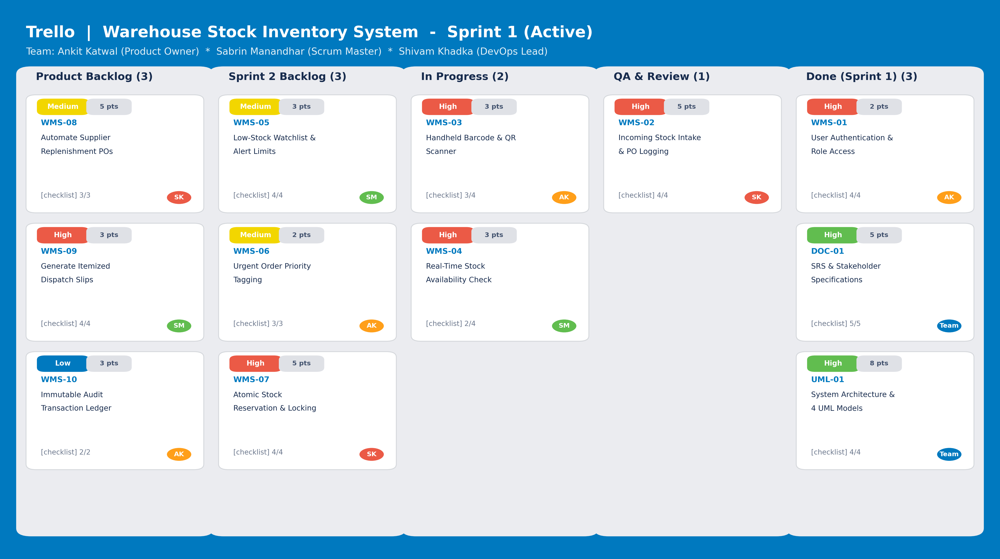 Trello | Warehouse Stock Inventory System - Sprint 1 (Active)
Team: Ankit Katwal (Product Owner) * Sabrin Manandhar (Scrum Master) * Shivam Khadka (DevOps Lead)
Product Backlog (3)
Medium 5 pts
WMS-08
Automate Supplier
Replenishment POs
[checklist] 3/3 SK
High 3 pts
WMS-09
Generate Itemized
Dispatch Slips
[checklist] 4/4 SM
Low 3 pts
WMS-10
Immutable Audit
Transaction Ledger
[checklist] 2/2 AK
Sprint 2 Backlog (3)
Medium 3 pts
WMS-05
Low-Stock Watchlist &
Alert Limits
[checklist] 4/4 SM
Medium 2 pts
WMS-06
Urgent Order Priority
Tagging
[checklist] 3/3 AK
High 5 pts
WMS-07
Atomic Stock
Reservation & Locking
[checklist] 4/4 SK
In Progress (2)
High 3 pts
WMS-03
Handheld Barcode & QR
Scanner
[checklist] 3/4 AK
High 3 pts
WMS-04
Real-Time Stock
Availability Check
[checklist] 2/4 SM
QA & Review (1)
High 5 pts
WMS-02
Incoming Stock Intake
& PO Logging
[checklist] 4/4 SK
Done (Sprint 1) (3)
High 2 pts
WMS-01
User Authentication &
Role Access
[checklist] 4/4 AK
High 5 pts
DOC-01
SRS & Stakeholder
Specifications
[checklist] 5/5 Team
High 8 pts
UML-01
System Architecture &
4 UML Models
[checklist] 4/4 Team